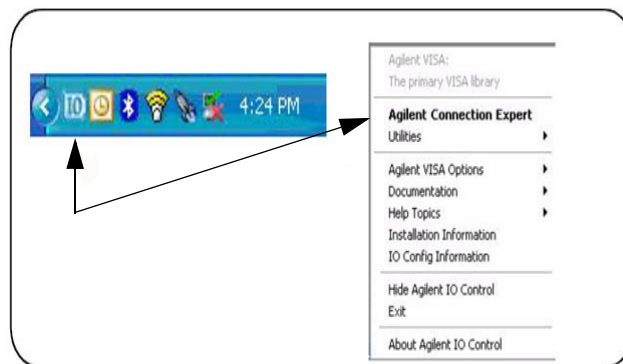 IO
4:24 PM
Agilent VISA:
The primary VISA library
Agilent Connection Expert
Utilities
Agilent VISA Options
Documentation
Help Topics
Installation Information
IO Config Information
Hide Agilent IO Control
Exit
About Agilent IO Control